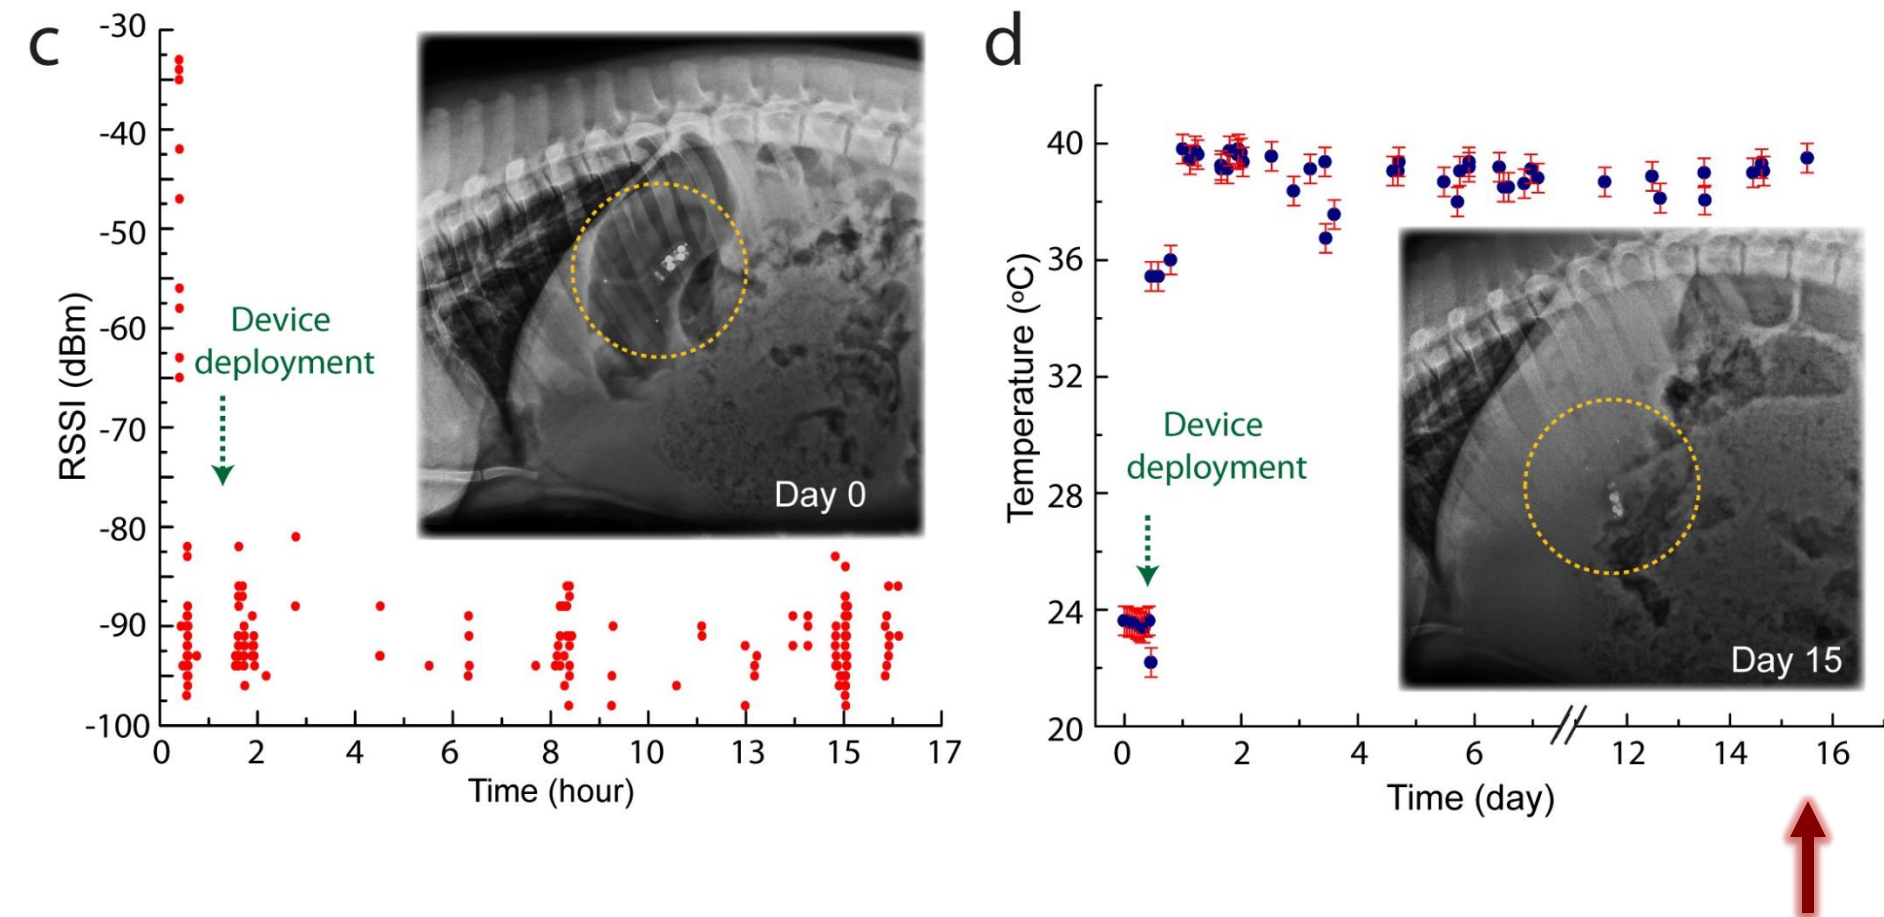 c
-30
-40
-50
-60
-70
-80
-90
-100
RSSI (dBm)
Device
deployment
Day 0
0 2 4 6 8 10 13 15 17
Time (hour)
d
40
36
32
28
24
20
Temperature (°C)
Device
deployment
Day 15
0 2 4 6 12 14 16
Time (day)